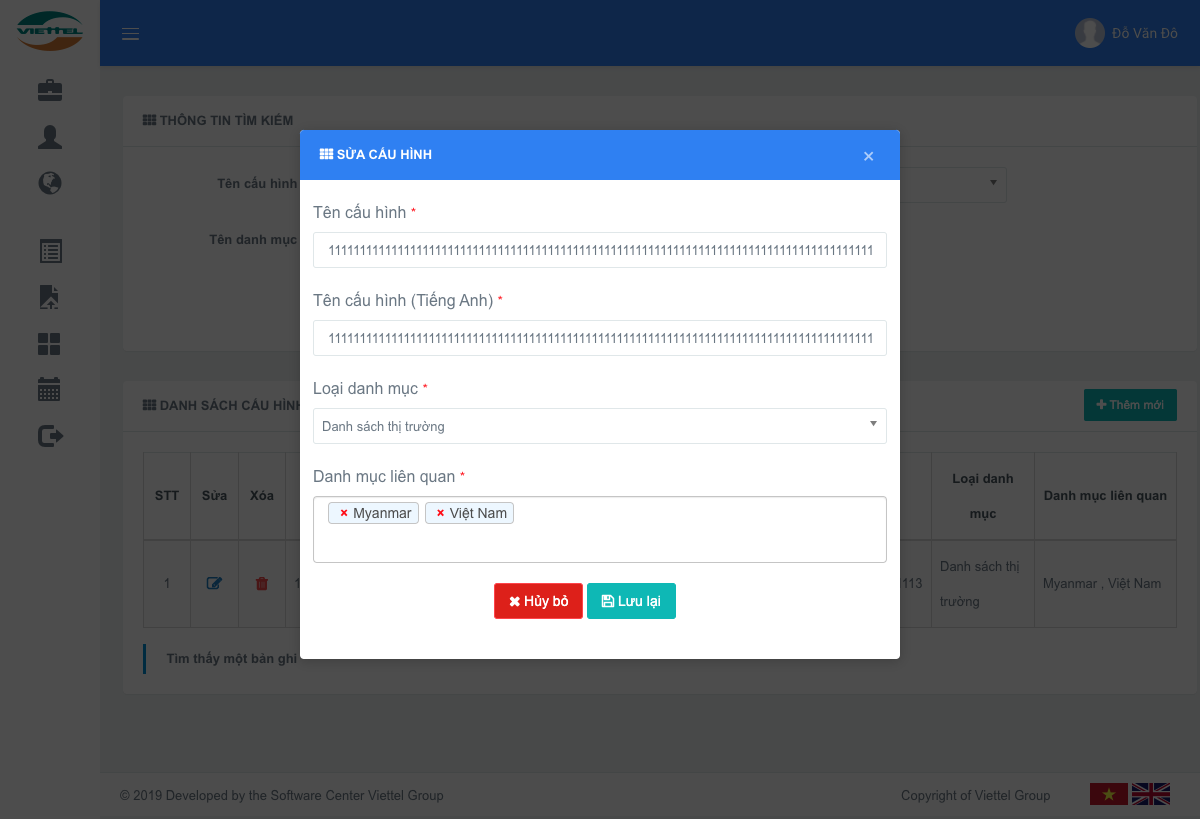 VIETTEL
Đỗ Văn Đô
THÔNG TIN TÌM KIẾM
SỬA CẤU HÌNH
×
Tên cấu hình
Tên cấu hình *
Tên danh mục
Tên cấu hình (Tiếng Anh) *
Loại danh mục *
Danh sách thị trường
DANH SÁCH CẤU HÌNH
Thêm mới
Danh mục liên quan *
× Myanmar × Việt Nam
STT Sửa Xóa Loại danh mục Danh mục liên quan
1 113 Danh sách thị trường Myanmar , Việt Nam
Hủy bỏ Lưu lại
Tìm thấy một bản ghi
© 2019 Developed by the Software Center Viettel Group Copyright of Viettel Group